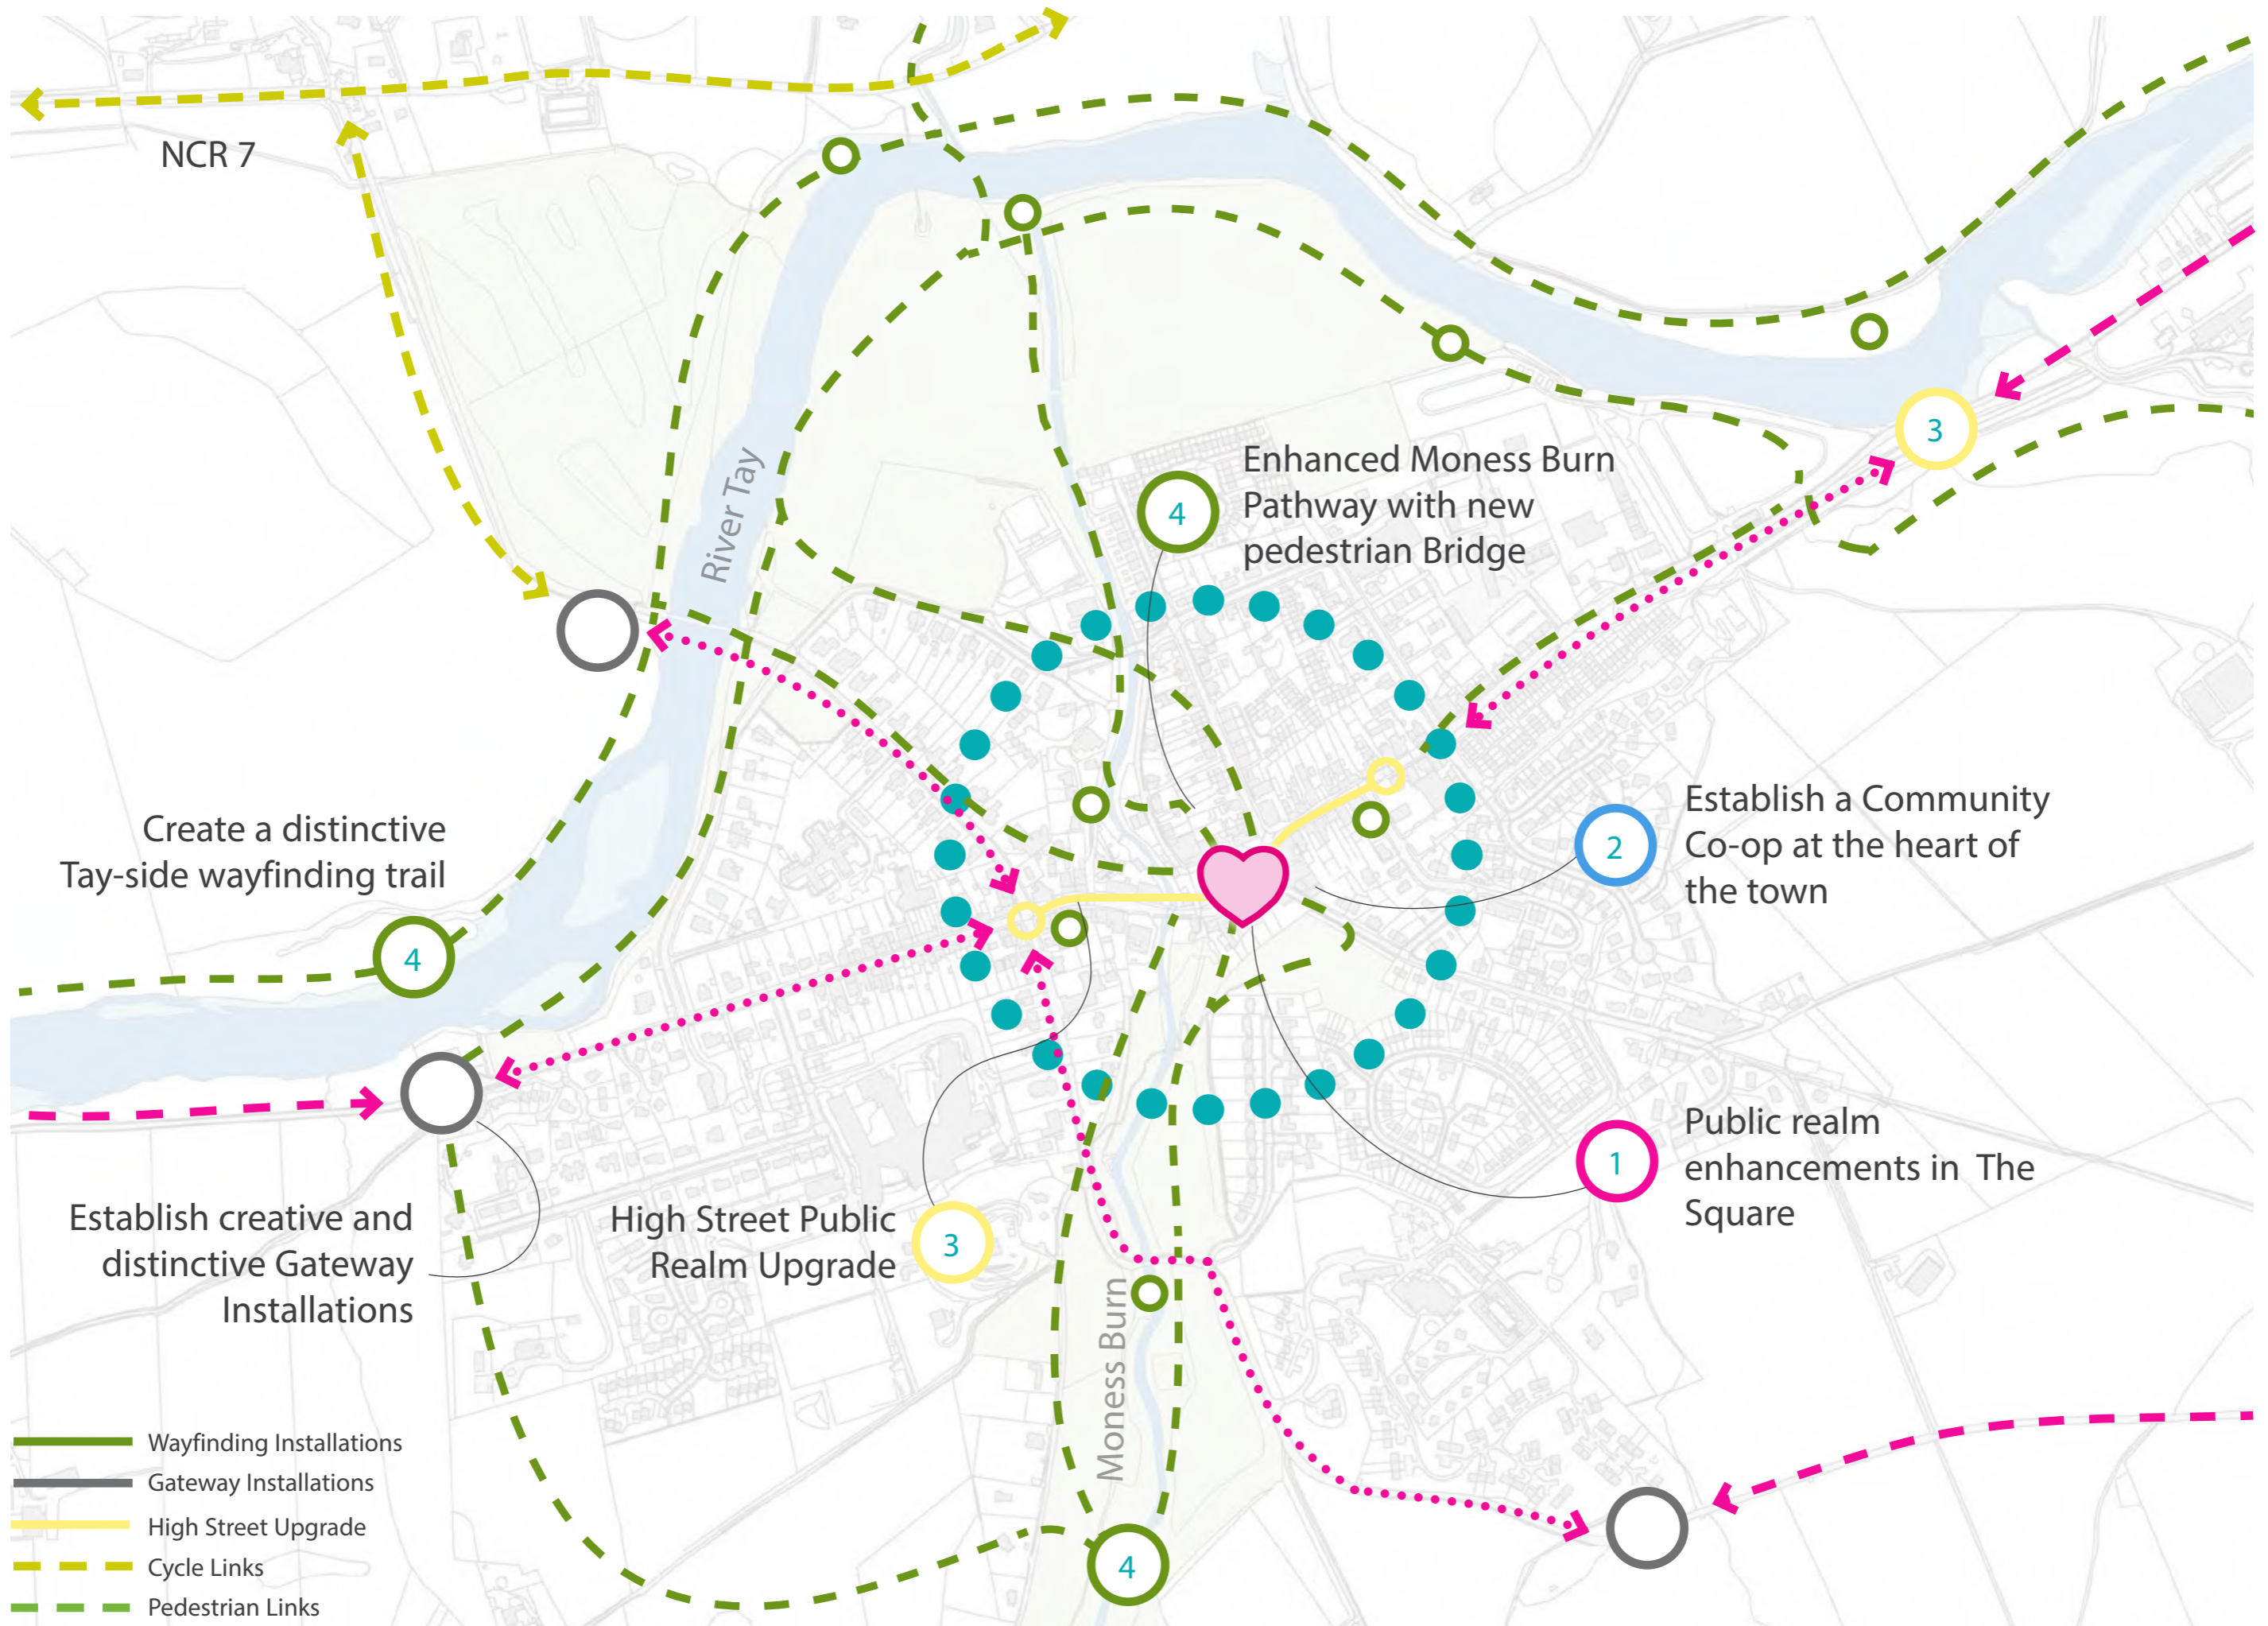 NCR 7
River Tay
3
4
Enhanced Moness Burn
Pathway with new
pedestrian Bridge
2
Establish a Community
Co-op at the heart of
the town
Create a distinctive
Tay-side wayfinding trail
4
1
Public realm
enhancements in The
Square
Establish creative and
distinctive Gateway
Installations
High Street Public
Realm Upgrade
3
Moness Burn
4
Wayfinding Installations
Gateway Installations
High Street Upgrade
Cycle Links
Pedestrian Links